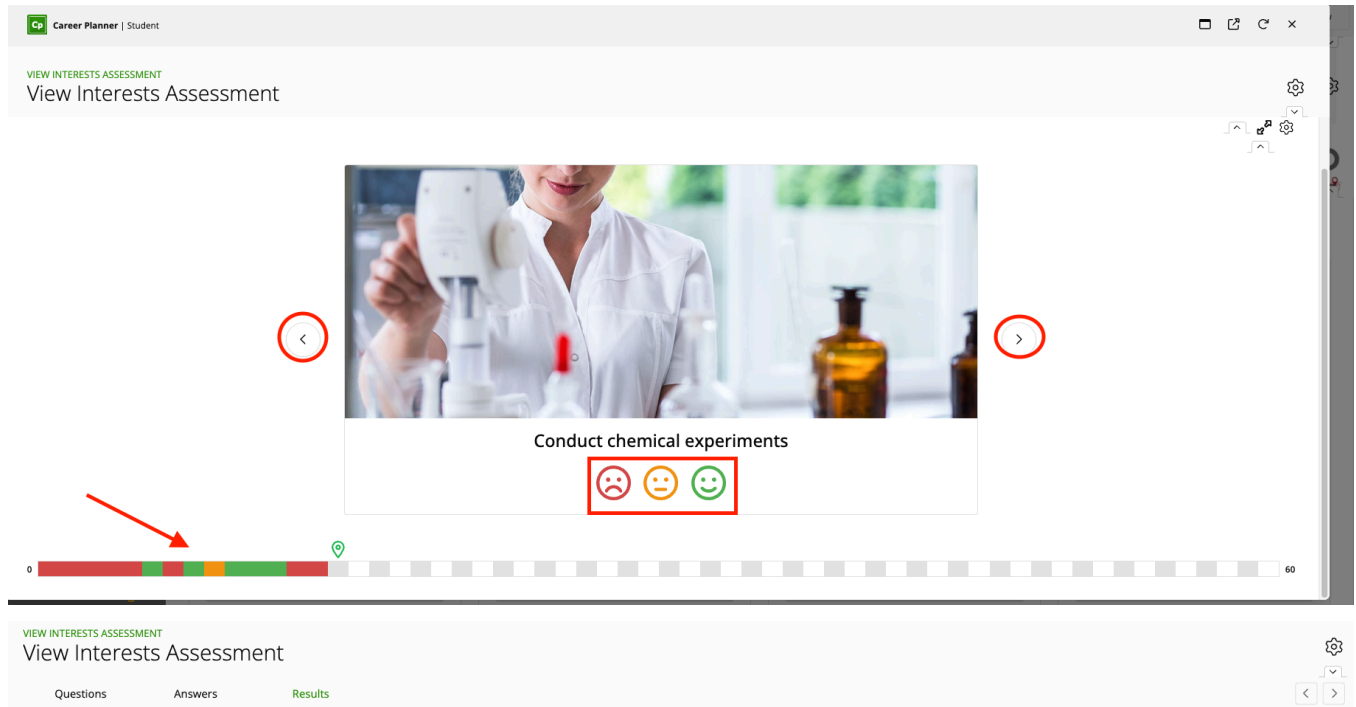 Cp Career Planner | Student
VIEW INTERESTS ASSESSMENT
View Interests Assessment
Conduct chemical experiments
0 60
VIEW INTERESTS ASSESSMENT
View Interests Assessment
Questions Answers Results